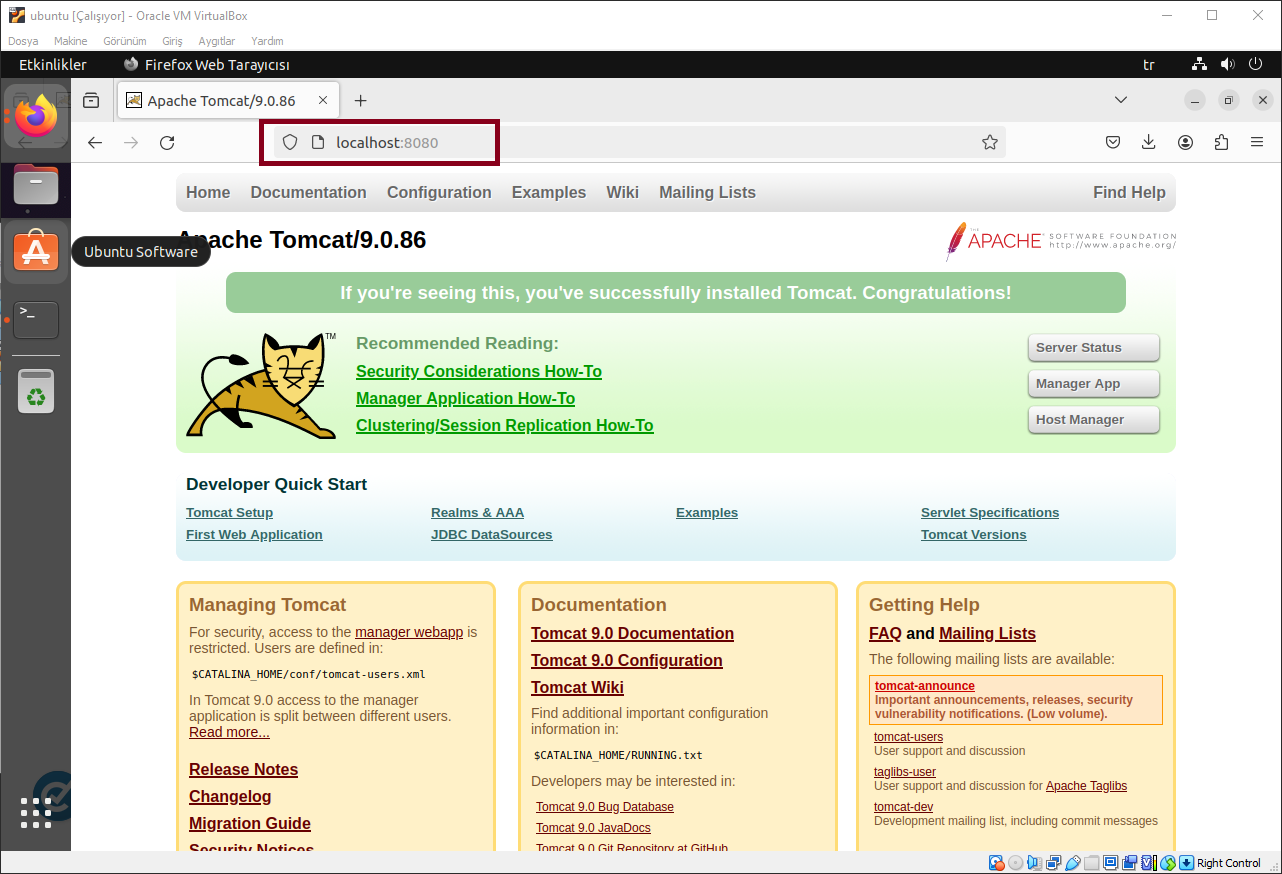 ubuntu [Çalışıyor] - Oracle VM VirtualBox
Dosya Makine Görünüm Giriş Aygıtlar Yardım
Etkinlikler Firefox Web Tarayıcısı tr
Apache Tomcat/9.0.86
localhost:8080
Home Documentation Configuration Examples Wiki Mailing Lists Find Help
Apache Tomcat/9.0.86
THE APACHE SOFTWARE FOUNDATION
http://www.apache.org/
Ubuntu Software
If you're seeing this, you've successfully installed Tomcat. Congratulations!
TM
Recommended Reading:
Security Considerations How-To
Manager Application How-To
Clustering/Session Replication How-To
Server Status
Manager App
Host Manager
>_
Developer Quick Start
Tomcat Setup
First Web Application
Realms & AAA
JDBC DataSources
Examples
Servlet Specifications
Tomcat Versions
Managing Tomcat
For security, access to the manager webapp is
restricted. Users are defined in:
$CATALINA_HOME/conf/tomcat-users.xml
In Tomcat 9.0 access to the manager
application is split between different users.
Read more...
Release Notes
Changelog
Migration Guide
Security Notices
Documentation
Tomcat 9.0 Documentation
Tomcat 9.0 Configuration
Tomcat Wiki
Find additional important configuration
information in:
$CATALINA_HOME/RUNNING.txt
Developers may be interested in:
Tomcat 9.0 Bug Database
Tomcat 9.0 JavaDocs
Tomcat 9.0 Git Repository at GitHub
Getting Help
FAQ and Mailing Lists
The following mailing lists are available:
tomcat-announce
Important announcements, releases, security
vulnerability notifications. (Low volume).
tomcat-users
User support and discussion
taglibs-user
User support and discussion for Apache Taglibs
tomcat-dev
Development mailing list, including commit messages
Right Control